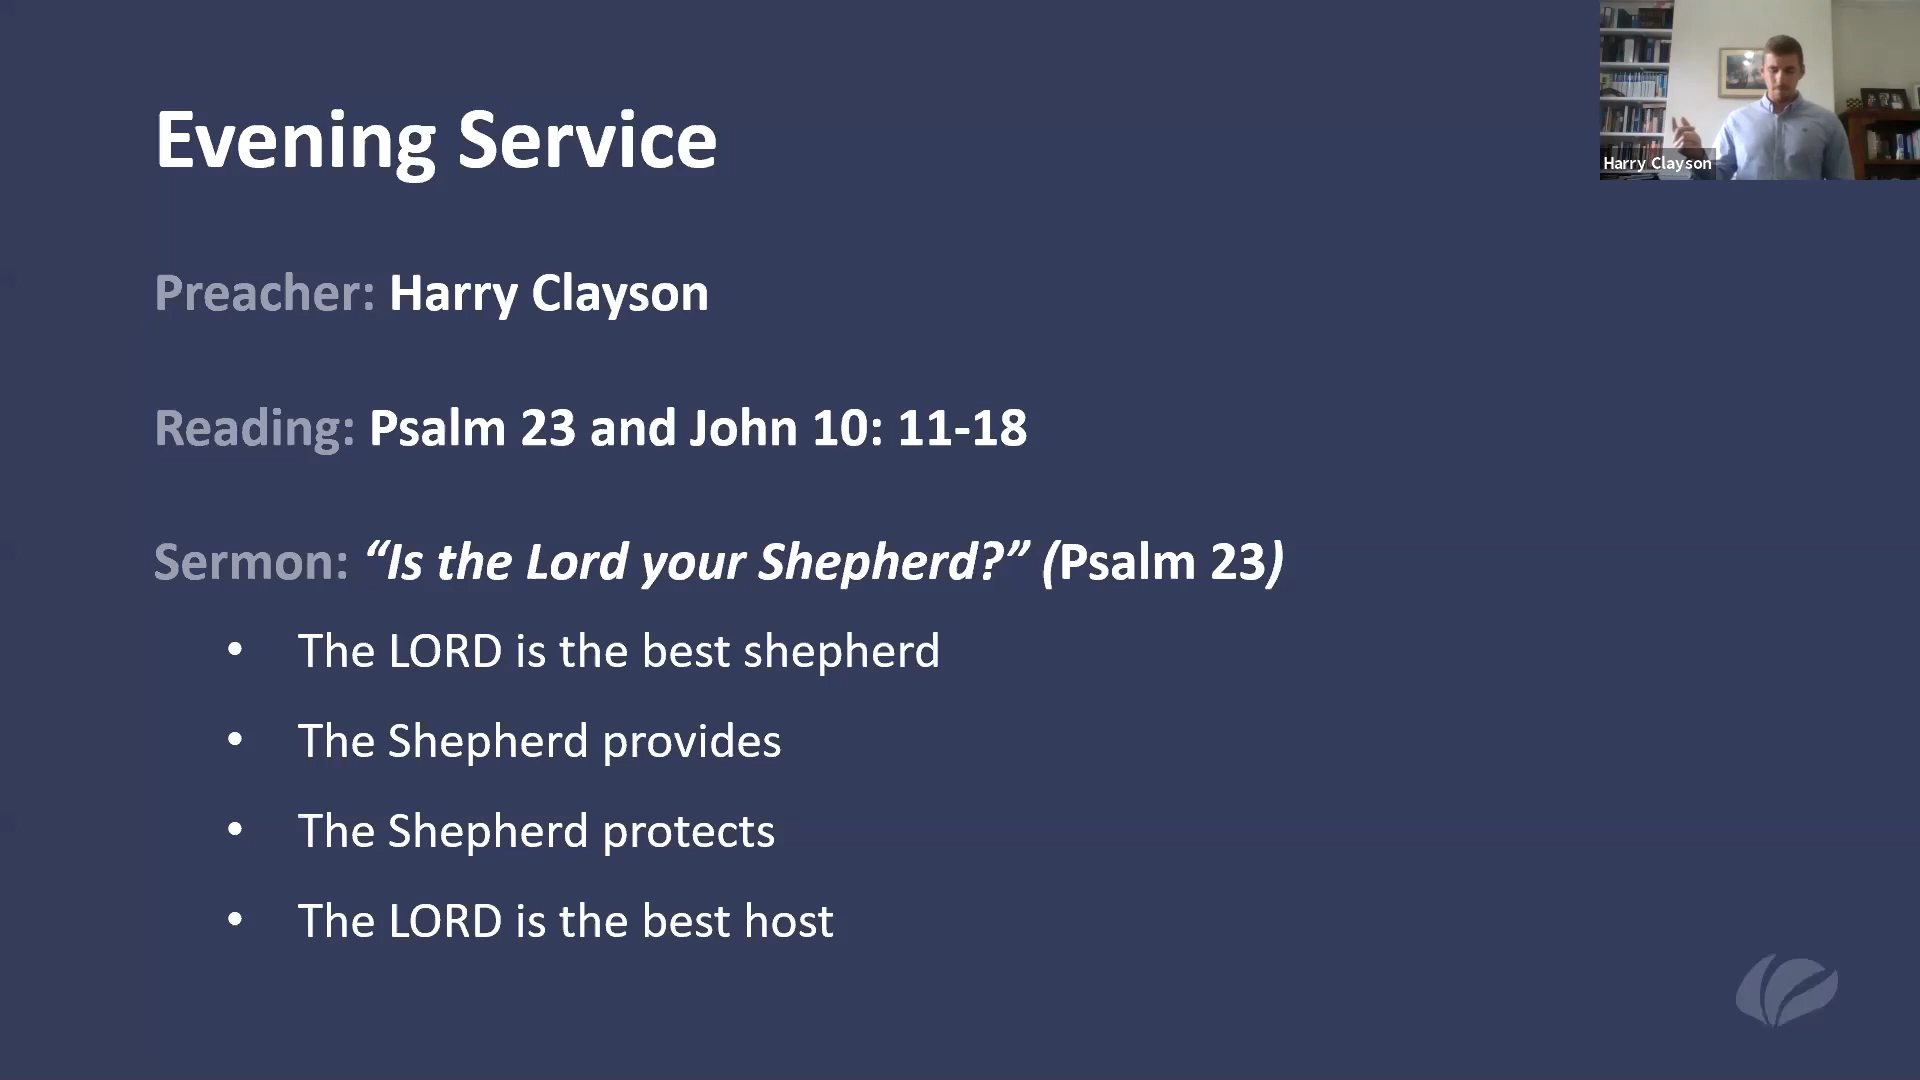 Evening Service
Harry Clayson
Preacher: Harry Clayson
Reading: Psalm 23 and John 10: 11-18
Sermon: “Is the Lord your Shepherd?” (Psalm 23)
• The LORD is the best shepherd
• The Shepherd provides
• The Shepherd protects
• The LORD is the best host